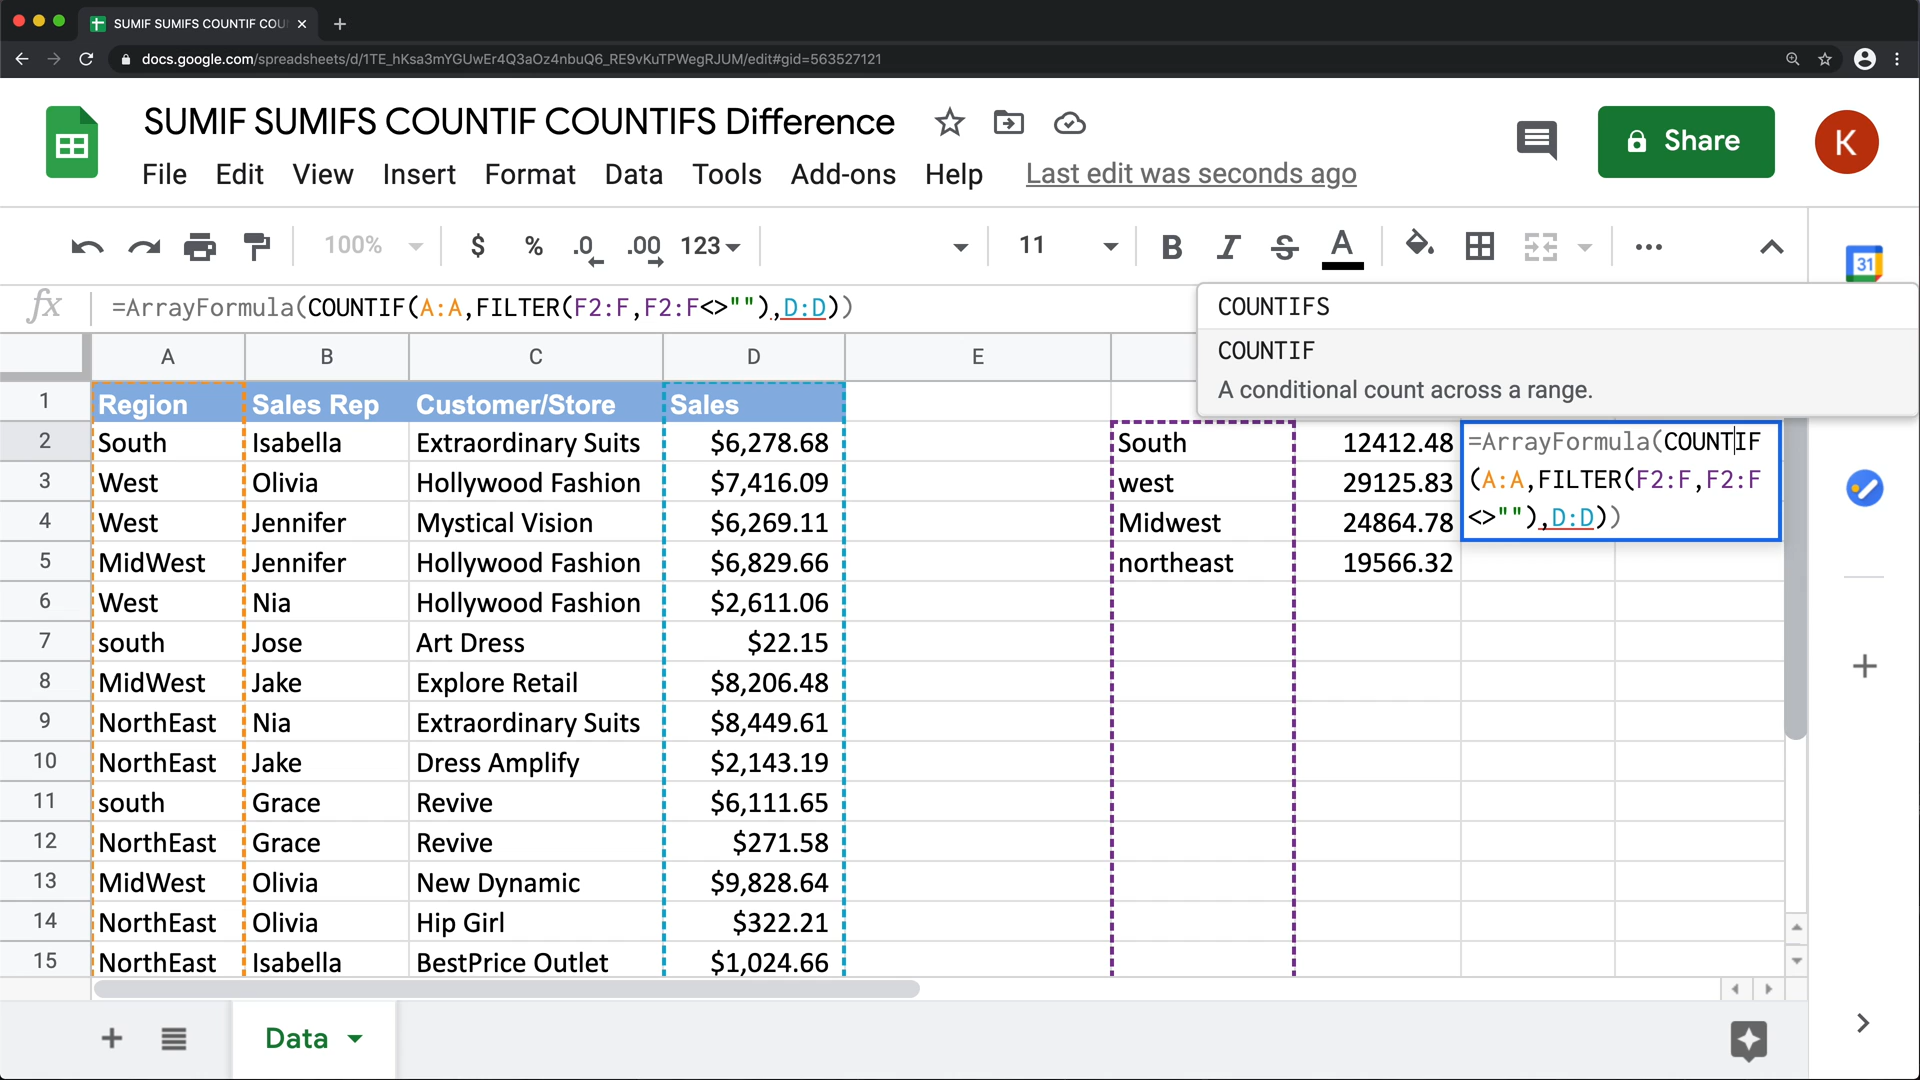 SUMIF SUMIFS COUNTIF COU
docs.google.com/spreadsheets/d/1TE_hKsa3mYGUwEr4Q3aOz4nbuQ6_RE9vKuTPWegRJUM/edit#gid=563527121
SUMIF SUMIFS COUNTIF COUNTIFS Difference
Share
K
File Edit View Insert Format Data Tools Add-ons Help Last edit was seconds ago
100% $ % .0 .00 123 11 B I S A
31
fx =ArrayFormula(COUNTIF(A:A,FILTER(F2:F,F2:F<>""),D:D))
COUNTIFS
COUNTIF
A conditional count across a range.
A B C D E
1 Region Sales Rep Customer/Store Sales
2 South Isabella Extraordinary Suits $6,278.68 South 12412.48 =ArrayFormula(COUNTIF
3 West Olivia Hollywood Fashion $7,416.09 west 29125.83 (A:A,FILTER(F2:F,F2:F
4 West Jennifer Mystical Vision $6,269.11 Midwest 24864.78 <>""),D:D))
5 MidWest Jennifer Hollywood Fashion $6,829.66 northeast 19566.32
6 West Nia Hollywood Fashion $2,611.06
7 south Jose Art Dress $22.15
8 MidWest Jake Explore Retail $8,206.48
9 NorthEast Nia Extraordinary Suits $8,449.61
10 NorthEast Jake Dress Amplify $2,143.19
11 south Grace Revive $6,111.65
12 NorthEast Grace Revive $271.58
13 MidWest Olivia New Dynamic $9,828.64
14 NorthEast Olivia Hip Girl $322.21
15 NorthEast Isabella BestPrice Outlet $1,024.66
Data